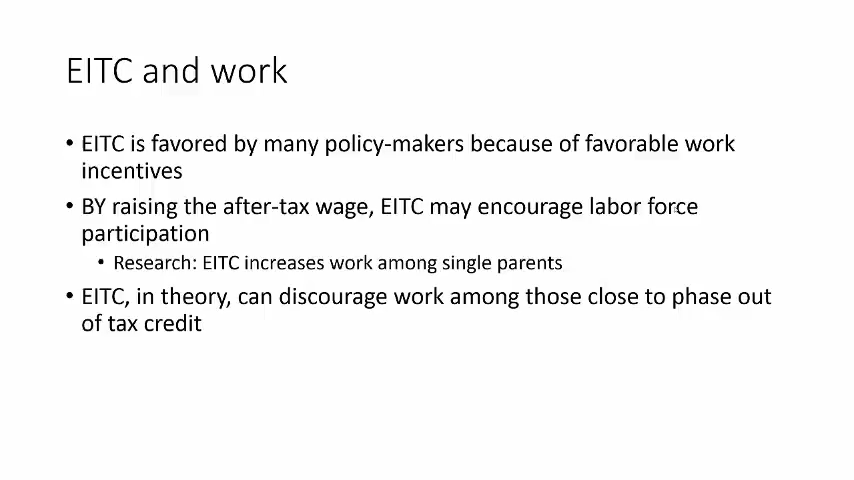 EITC and work
• EITC is favored by many policy-makers because of favorable work
incentives
• BY raising the after-tax wage, EITC may encourage labor force
participation
• Research: EITC increases work among single parents
• EITC, in theory, can discourage work among those close to phase out
of tax credit